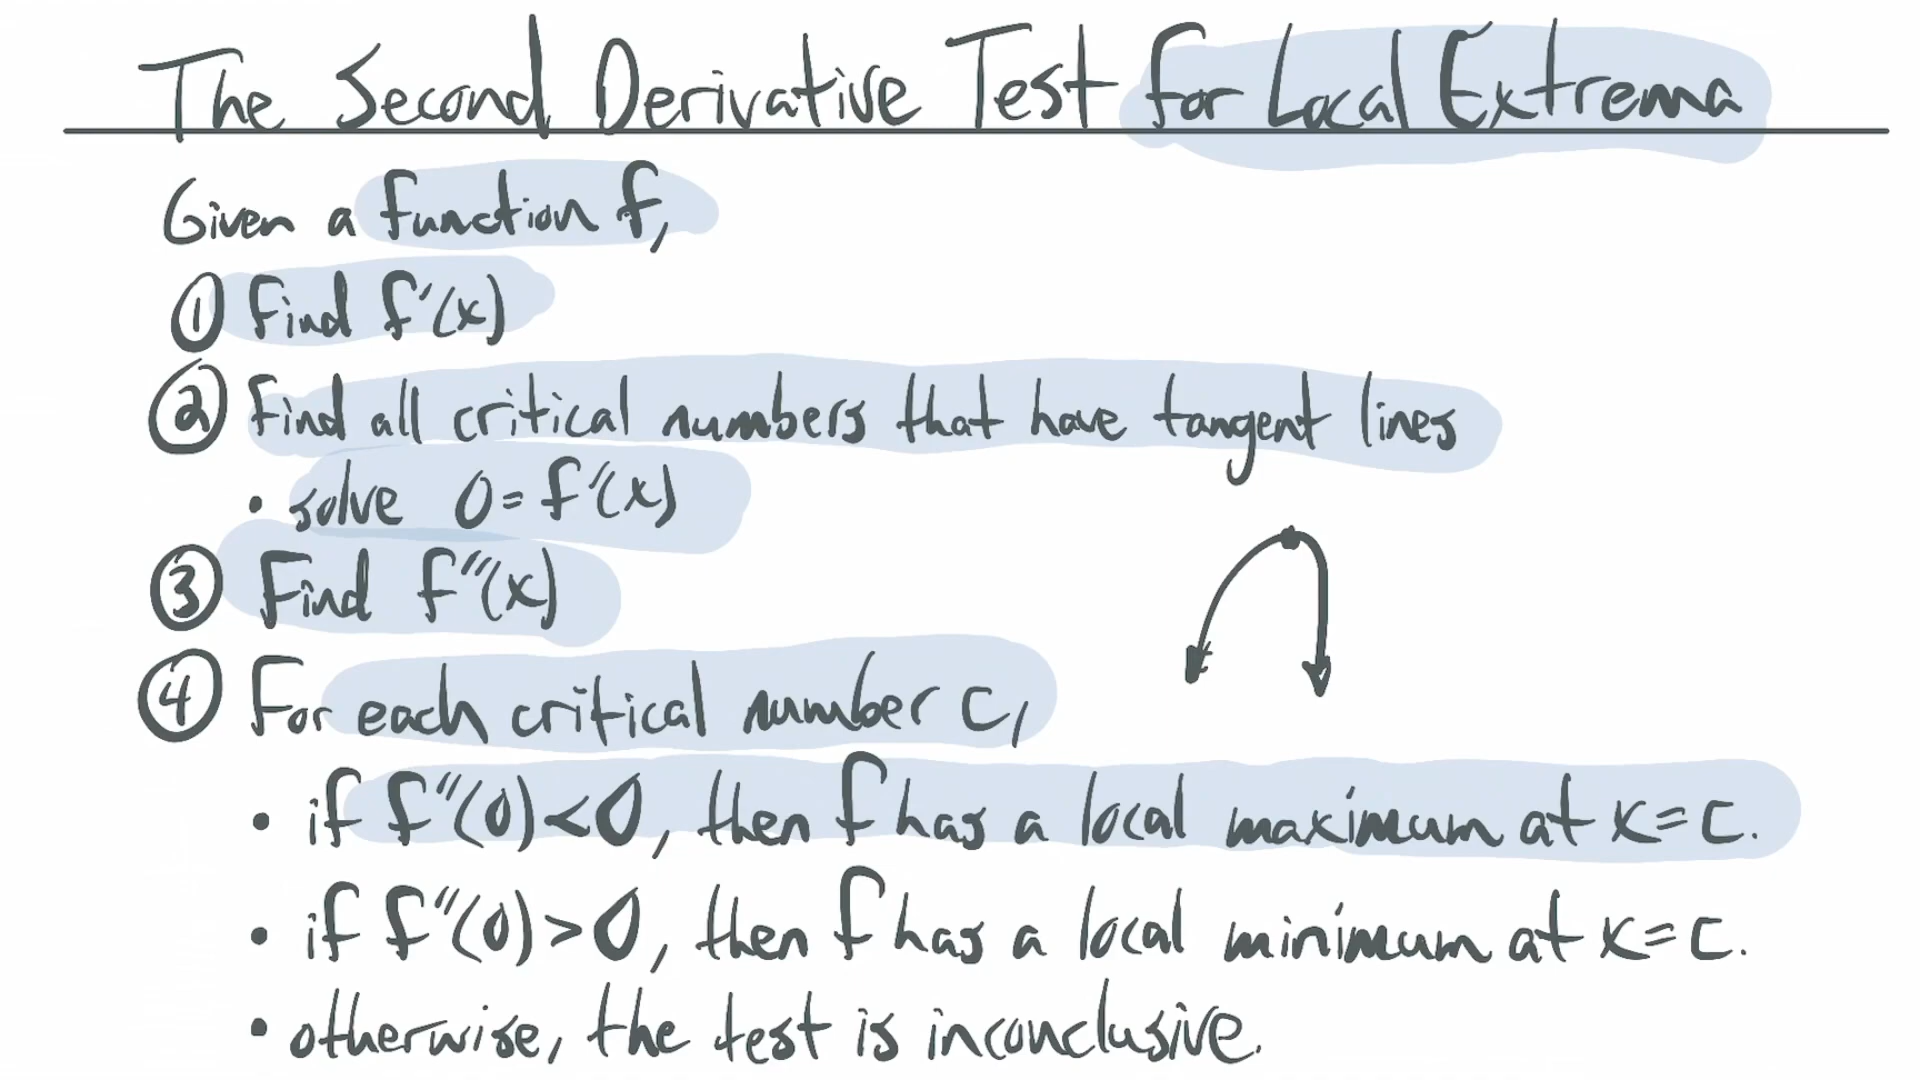 The Second Derivative Test for Local Extrema
Given a function f,
① Find f'(x)
② Find all critical numbers that have tangent lines
• solve 0 = f'(x)
③ Find f''(x)
④ For each critical number c,
• if f''(0)<0, then f has a local maximum at x=c.
• if f''(0)>0, then f has a local minimum at x=c.
• otherwise, the test is inconclusive.